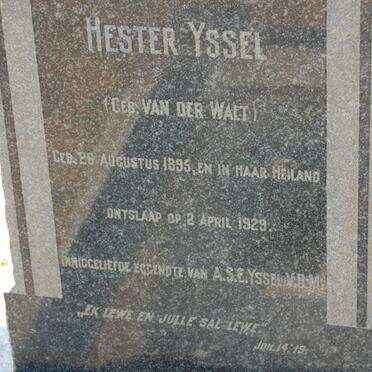 HESTER YSSEL
(GEB. VAN DER WALT)
GEB. 28 AUGUSTUS 1895, EN IN HAAR HEILAND
ONTSLAAP OP 2 APRIL 1929.
INNIGGELIEFDE EGGENOTE VAN A.S.E. YSSEL V.D.M.
„EK LEWE EN JULLE SAL LEWE."
JOH. 14:19.